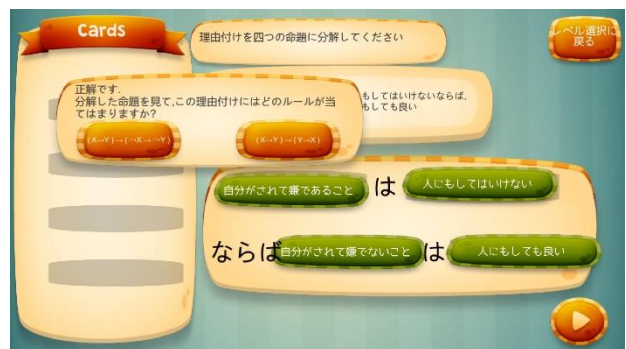 Cards
理由付けを四つの命題に分解してください
レベル選択に
戻る
正解です.
分解した命題を見て,この理由付けにはどのルールが当
てはまりますか?
(X→Y)→(¬X→¬Y)
(X→Y)→(Y→X)
もしてはいけないならば,
もしても良い
自分がされて嫌であること は 人にもしてはいけない
ならば 自分がされて嫌でないこと は 人にもしても良い